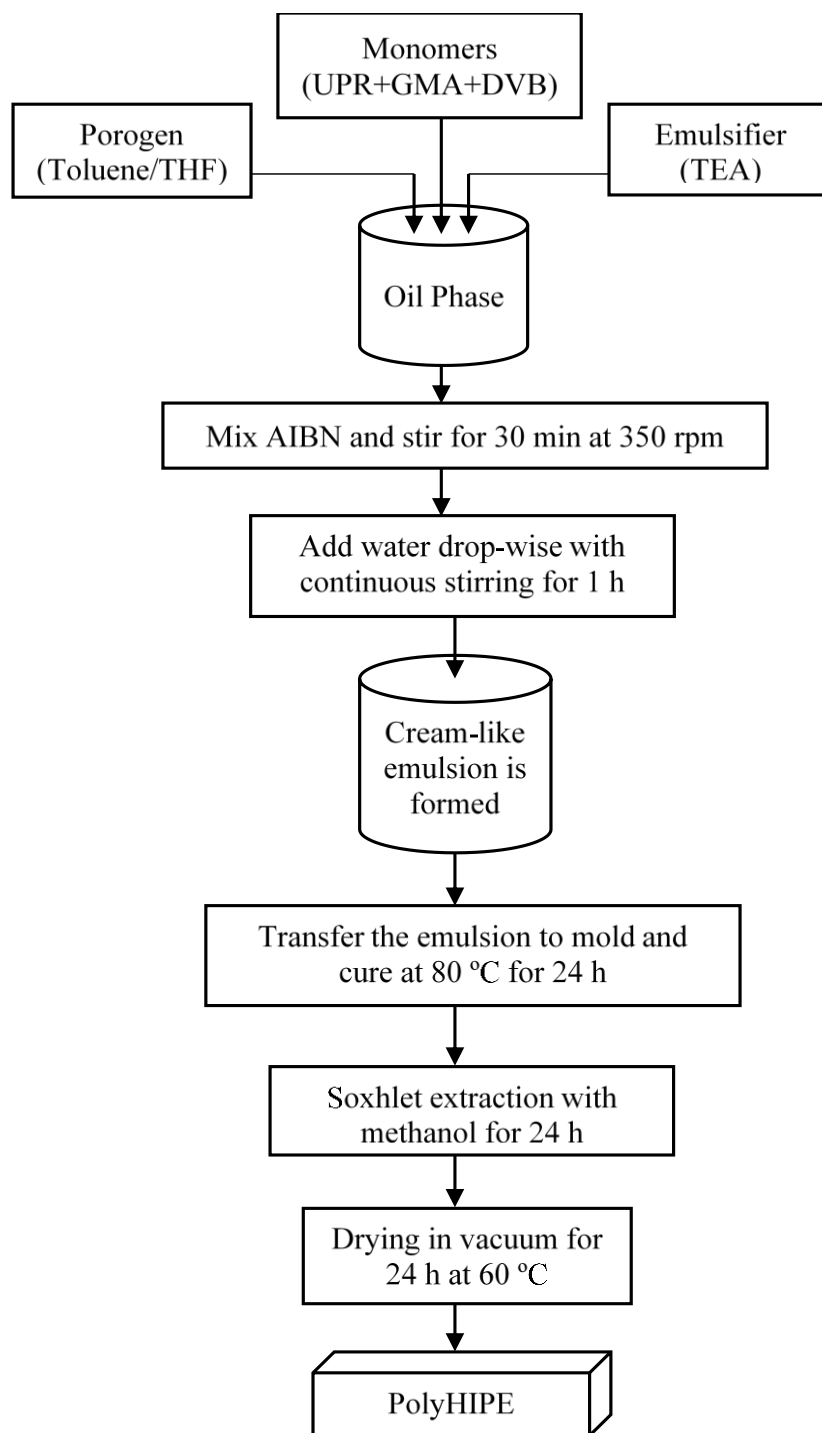 Monomers
(UPR+GMA+DVB)
Porogen
(Toluene/THF)
Emulsifier
(TEA)
Oil Phase
Mix AIBN and stir for 30 min at 350 rpm
Add water drop-wise with
continuous stirring for 1 h
Cream-like
emulsion is
formed
Transfer the emulsion to mold and
cure at 80 ºC for 24 h
Soxhlet extraction with
methanol for 24 h
Drying in vacuum for
24 h at 60 ºC
PolyHIPE